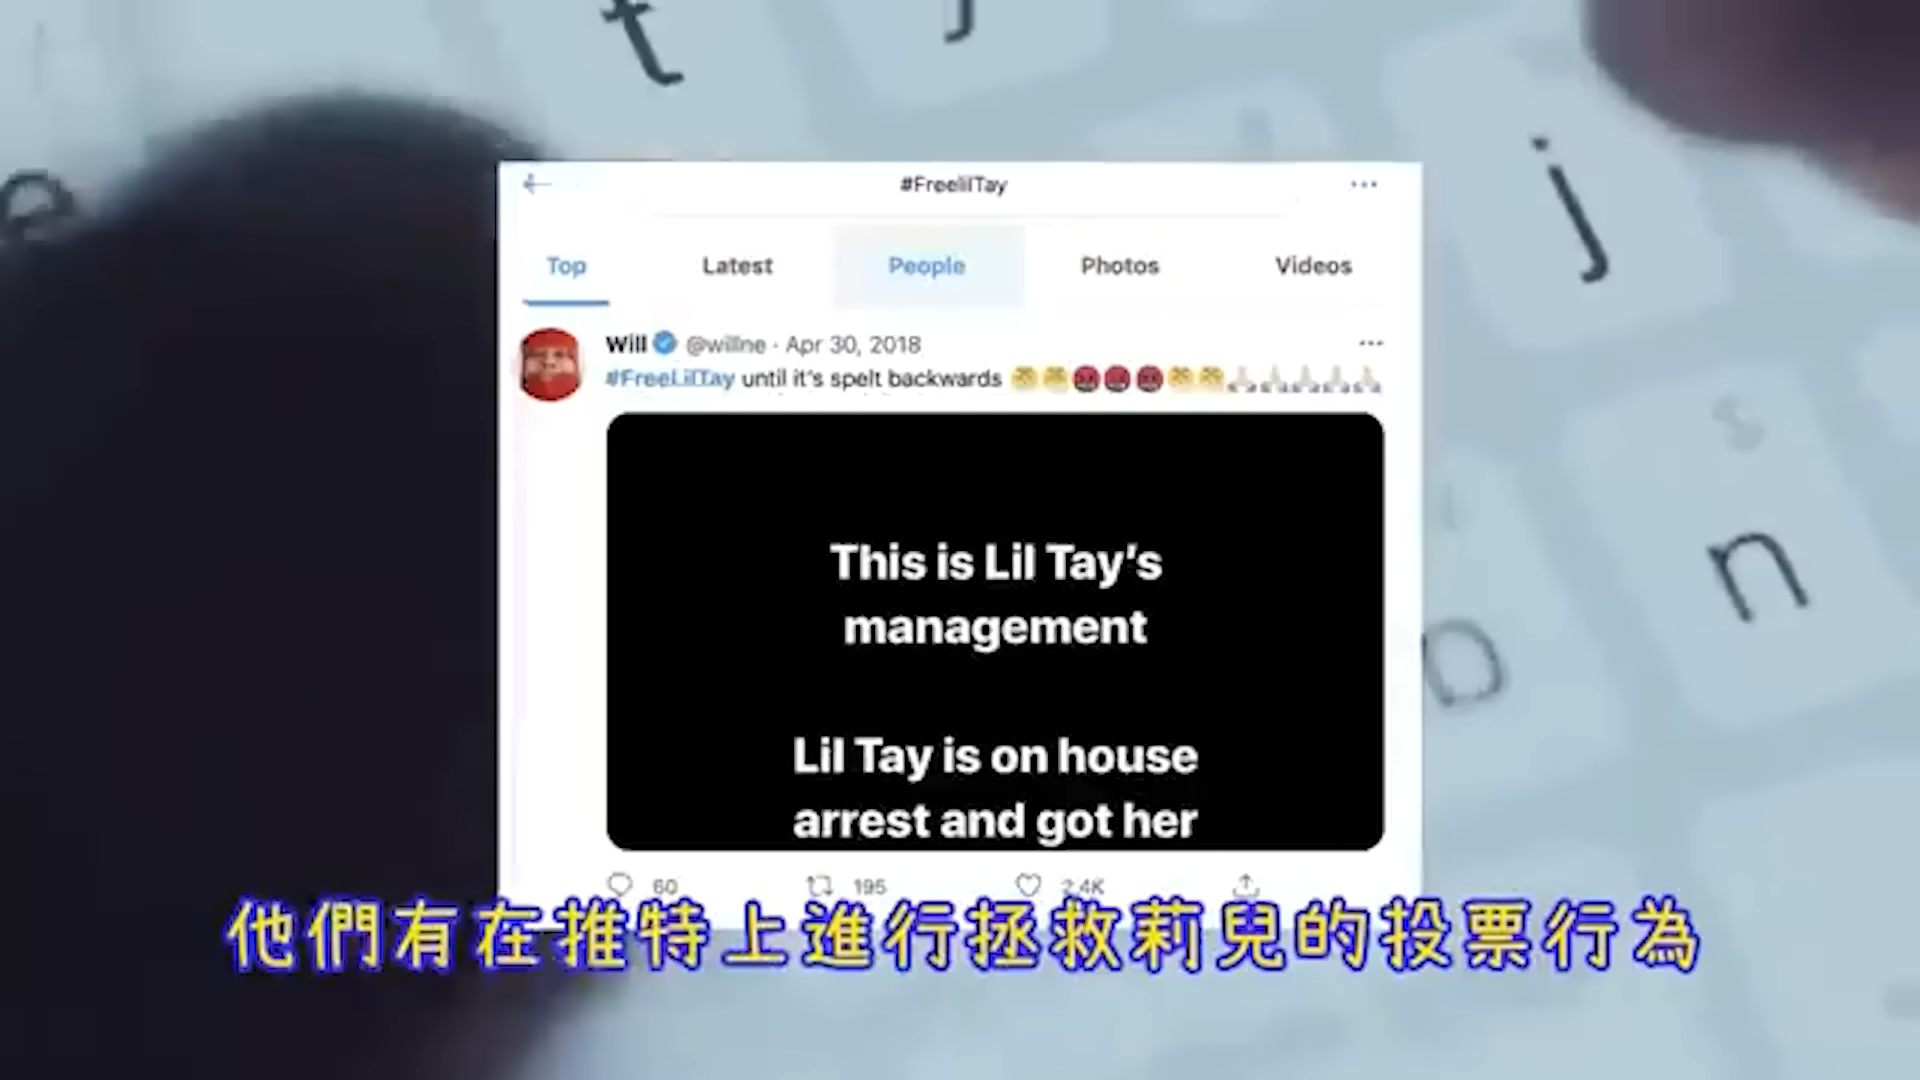 t
j
e
j
n
#FreelilTay
Top Latest People Photos Videos
Will @willne · Apr 30, 2018
#FreeLilTay until it's spelt backwards
This is Lil Tay's
management
Lil Tay is on house
arrest and got her
60 195 2.4K
他們有在推特上進行拯救莉兒的投票行為